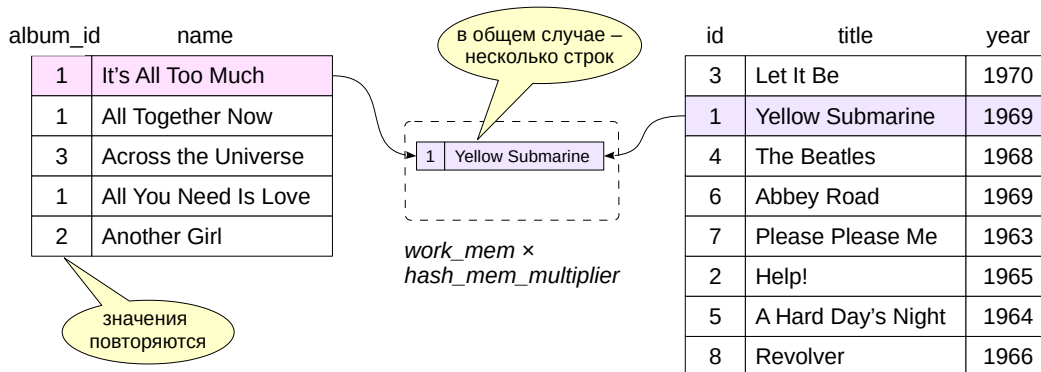 album_id name
1 It’s All Too Much
1 All Together Now
3 Across the Universe
1 All You Need Is Love
2 Another Girl
значения
повторяются
в общем случае –
несколько строк
1 Yellow Submarine
work_mem ×
hash_mem_multiplier
id title year
3 Let It Be 1970
1 Yellow Submarine 1969
4 The Beatles 1968
6 Abbey Road 1969
7 Please Please Me 1963
2 Help! 1965
5 A Hard Day’s Night 1964
8 Revolver 1966